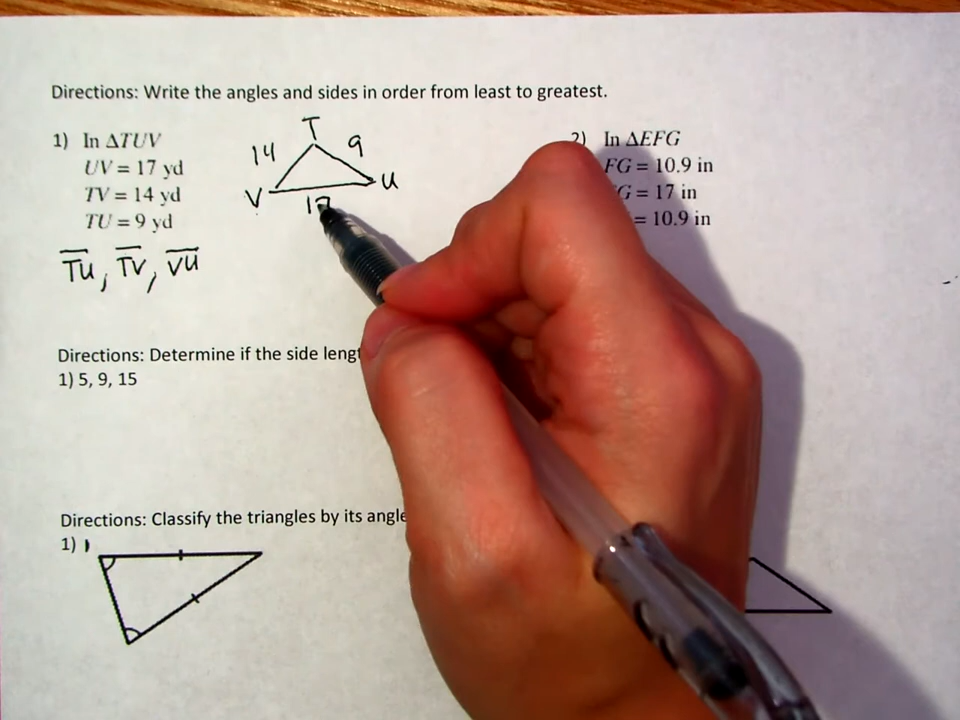 Directions: Write the angles and sides in order from least to greatest.
1) In ΔTUV
UV = 17 yd
TV = 14 yd
TU = 9 yd
TU, TV, VU
T
14
9
V
U
17
2) In ΔEFG
FG = 10.9 in
G = 17 in
= 10.9 in
Directions: Determine if the side
1) 5, 9, 15
Directions: Classify the triangles by its
1)